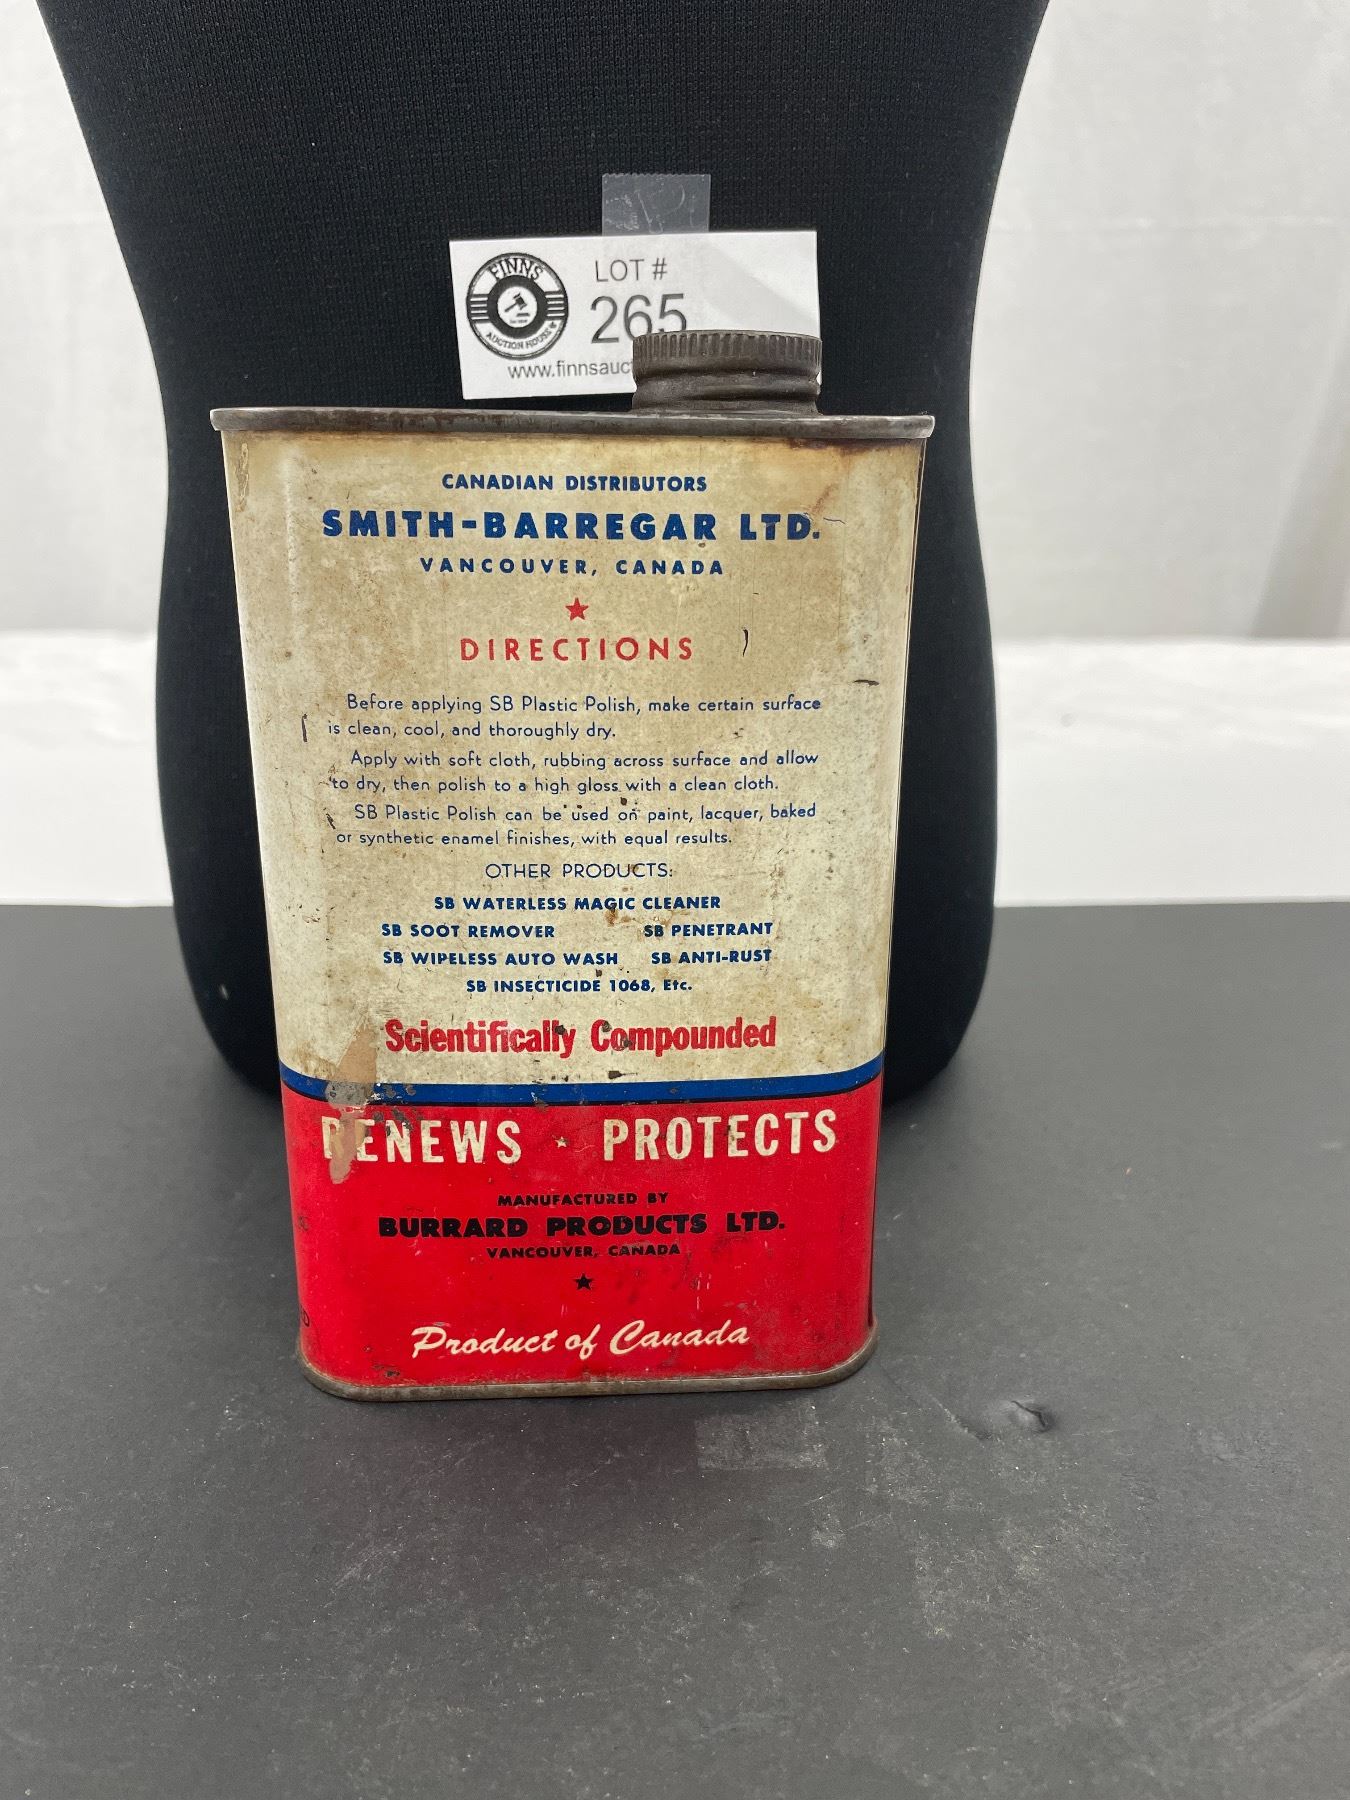 FINNS
AUCTION HOUSE
LOT #
265
www.finnsauc
CANADIAN DISTRIBUTORS
SMITH-BARREGAR LTD.
VANCOUVER, CANADA
DIRECTIONS
Before applying SB Plastic Polish, make certain surface
is clean, cool, and thoroughly dry.
Apply with soft cloth, rubbing across surface and allow
to dry, then polish to a high gloss with a clean cloth.
SB Plastic Polish can be used on paint, lacquer, baked
or synthetic enamel finishes, with equal results.
OTHER PRODUCTS:
SB WATERLESS MAGIC CLEANER
SB SOOT REMOVER SB PENETRANT
SB WIPELESS AUTO WASH SB ANTI-RUST
SB INSECTICIDE 1068, Etc.
Scientifically Compounded
RENEWS PROTECTS
MANUFACTURED BY
BURRARD PRODUCTS LTD.
VANCOUVER, CANADA
Product of Canada